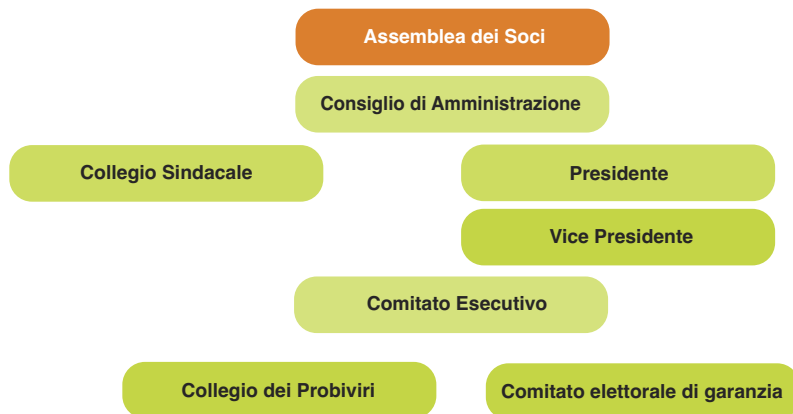 Assemblea dei Soci
Consiglio di Amministrazione
Collegio Sindacale
Presidente
Vice Presidente
Comitato Esecutivo
Collegio dei Probiviri
Comitato elettorale di garanzia